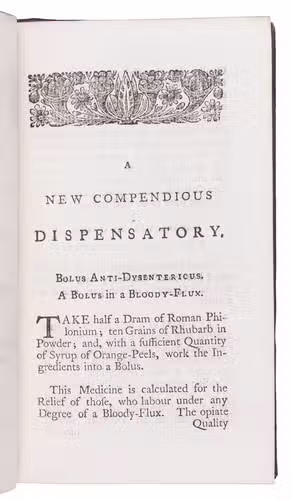 A
NEW COMPENDIOUS
DISPENSATORY.
BOLUS ANTI-DYSENTERICUS.
A BOLUS in a BLOODY-FLUX.
TAKE half a Dram of Roman Phi-
lonium; ten Grains of Rhubarb in
Powder; and, with a sufficient Quantity
of Syrup of Orange-Peels, work the In-
gredients into a Bolus.
This Medicine is calculated for the
Relief of thoſe, who labour under any
Degree of a Bloody-Flux. The opiate
Quality